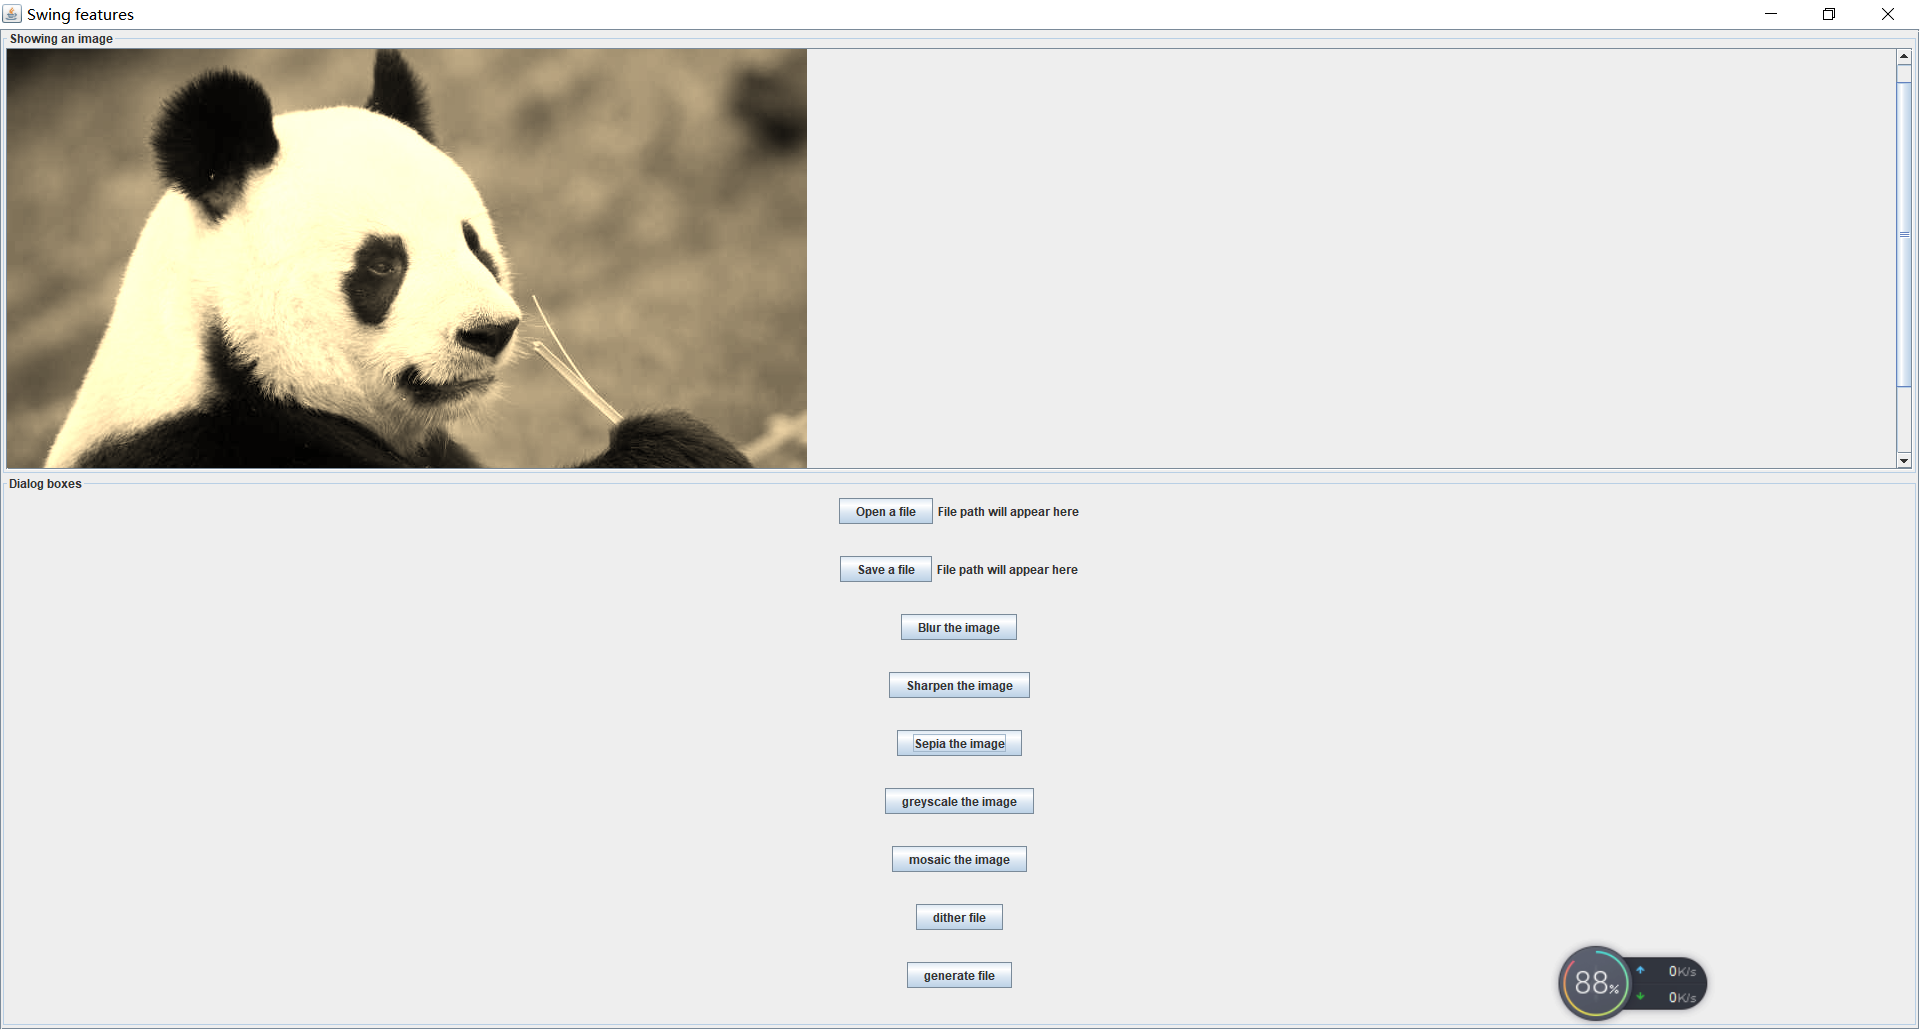 Swing features
Showing an image
Dialog boxes
Open a file File path will appear here
Save a file File path will appear here
Blur the image
Sharpen the image
Sepia the image
greyscale the image
mosaic the image
dither file
generate file
88%
0K/s
0K/s